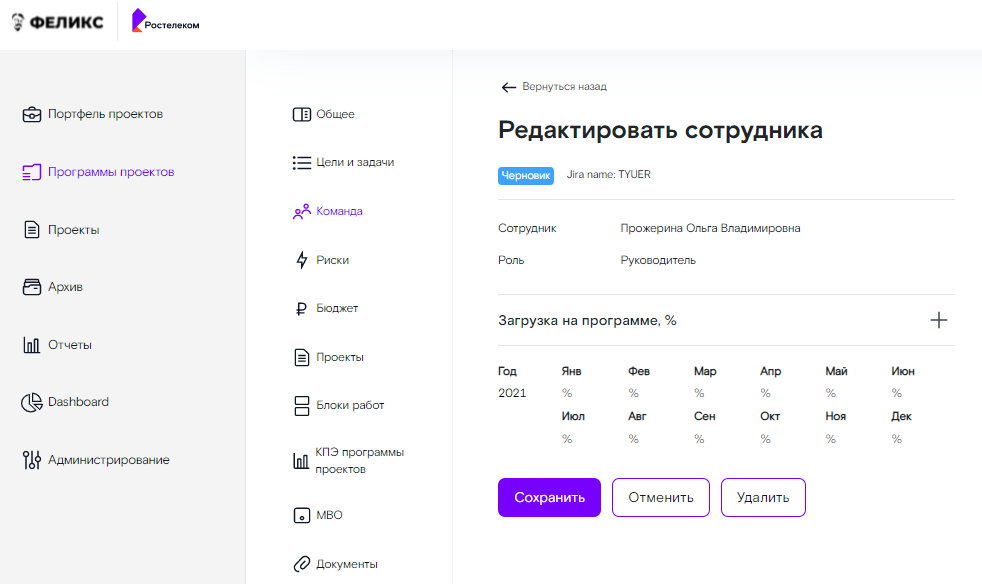 ФЕЛИКС
Ростелеком
Портфель проектов
Программы проектов
Проекты
Архив
Отчеты
Dashboard
Администрирование
Общее
Цели и задачи
Команда
Риски
Бюджет
Проекты
Блоки работ
КПЭ программы
проектов
МВО
Документы
Вернуться назад
Редактировать сотрудника
Черновик Jira name: TYUER
Сотрудник Прожерина Ольга Владимировна
Роль Руководитель
Загрузка на программе, %
Год Янв Фев Мар Апр Май Июн
2021 % % % % % %
Июл Авг Сен Окт Ноя Дек
% % % % % %
Сохранить Отменить Удалить